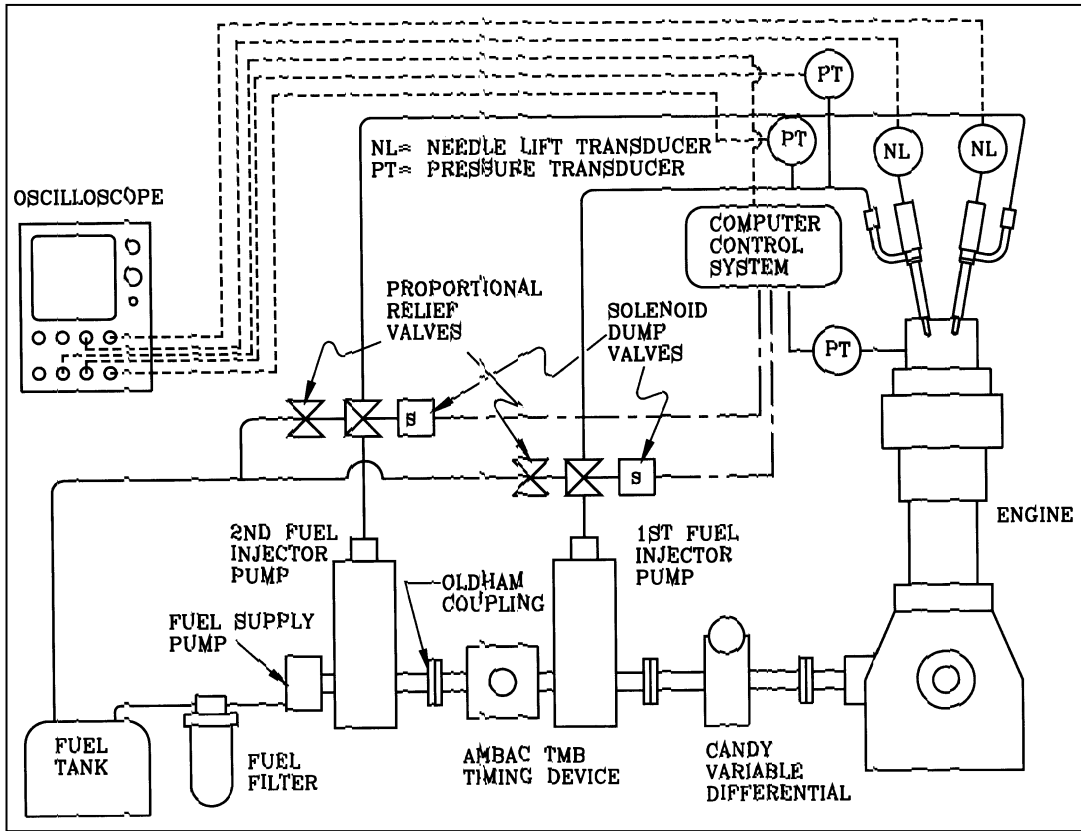 PT
PT
NL
NL
NL= NEEDLE LIFT TRANSDUCER
PT= PRESSURE TRANSDUCER
OSCILLOSCOPE
COMPUTER
CONTROL
SYSTEM
PROPORTIONAL
RELIEF
VALVES
SOLENOID
DUMP
VALVES
PT
S
S
ENGINE
2ND FUEL
INJECTOR
PUMP
1ST FUEL
INJECTOR
PUMP
OLDHAM
COUPLING
FUEL SUPPLY
PUMP
FUEL
TANK
FUEL
FILTER
AMBAC TMB
TIMING DEVICE
CANDY
VARIABLE
DIFFERENTIAL